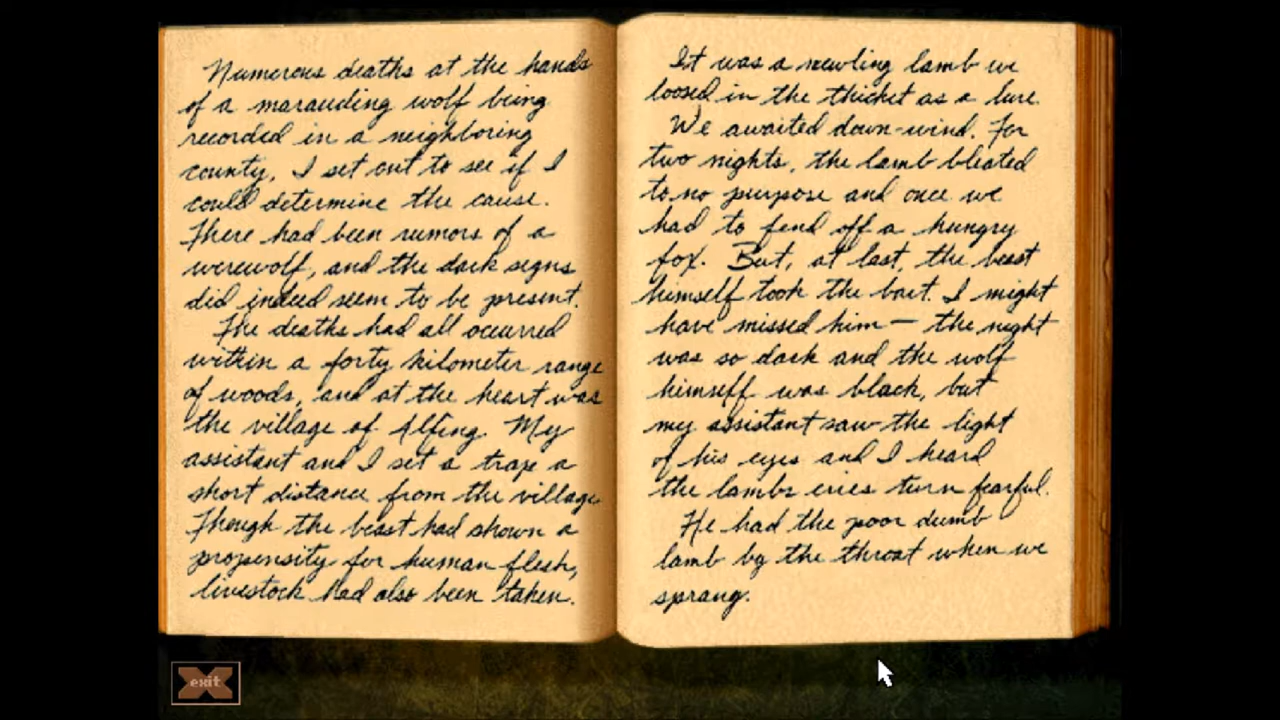 Numerous deaths at the hands
of a marauding wolf being
recorded in a neighboring
county, I set out to see if I
could determine the cause.
There had been rumors of a
werewolf, and the dark signs
did indeed seem to be present.
The deaths had all ocurred
within a forty kilometer range
of woods, and at the heart was
the village of Alfing. My
assistant and I set a trap a
short distance from the village
Though the beast had shown a
propensity for human flesh,
livestock had also been taken.
It was a newling lamb we
loosed in the thicket as a lure.
We awaited down-wind. For
two nights, the lamb bleated
to no purpose and once we
had to fend off a hungry
fox. But, at last, the beast
himself took the bait. I might
have missed him — the night
was so dark and the wolf
himself was black, but
my assistant saw the light
of his eyes and I heard
the lambs cries turn fearful.
He had the poor dumb
lamb by the throat when we
sprang.
exit